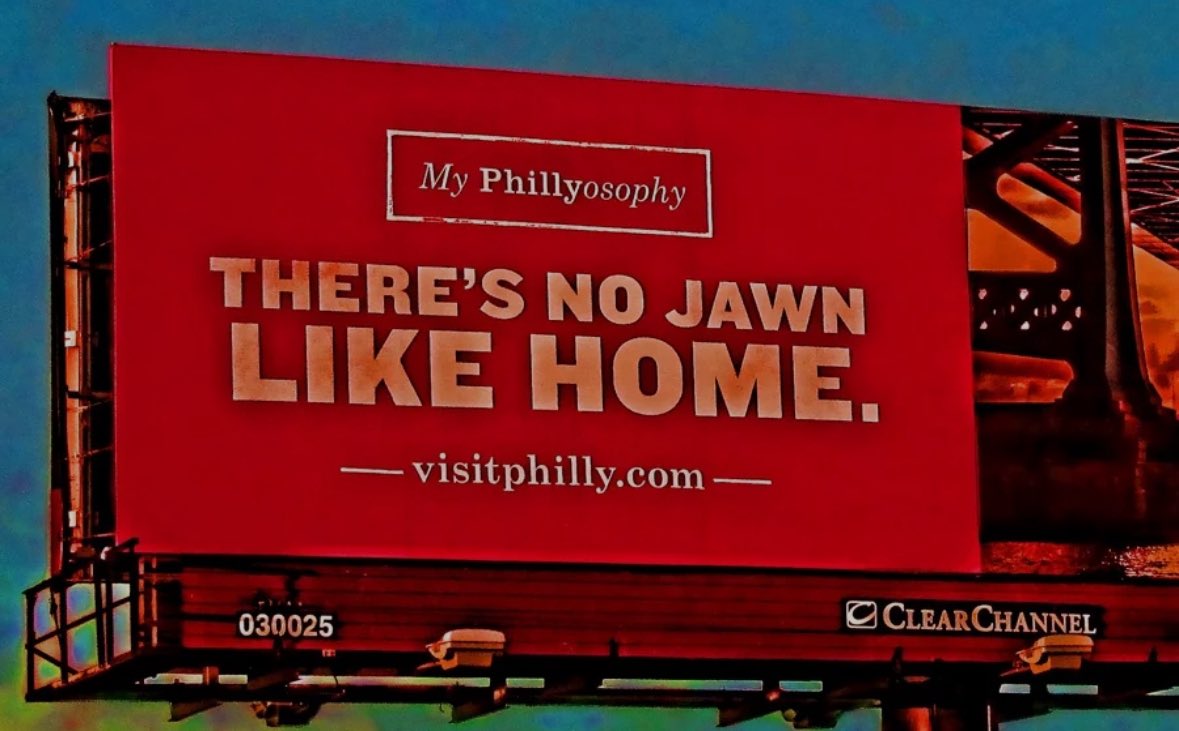 My Phillyosophy
THERE'S NO JAWN
LIKE HOME.
visitphilly.com
030025
CLEARCHANNEL